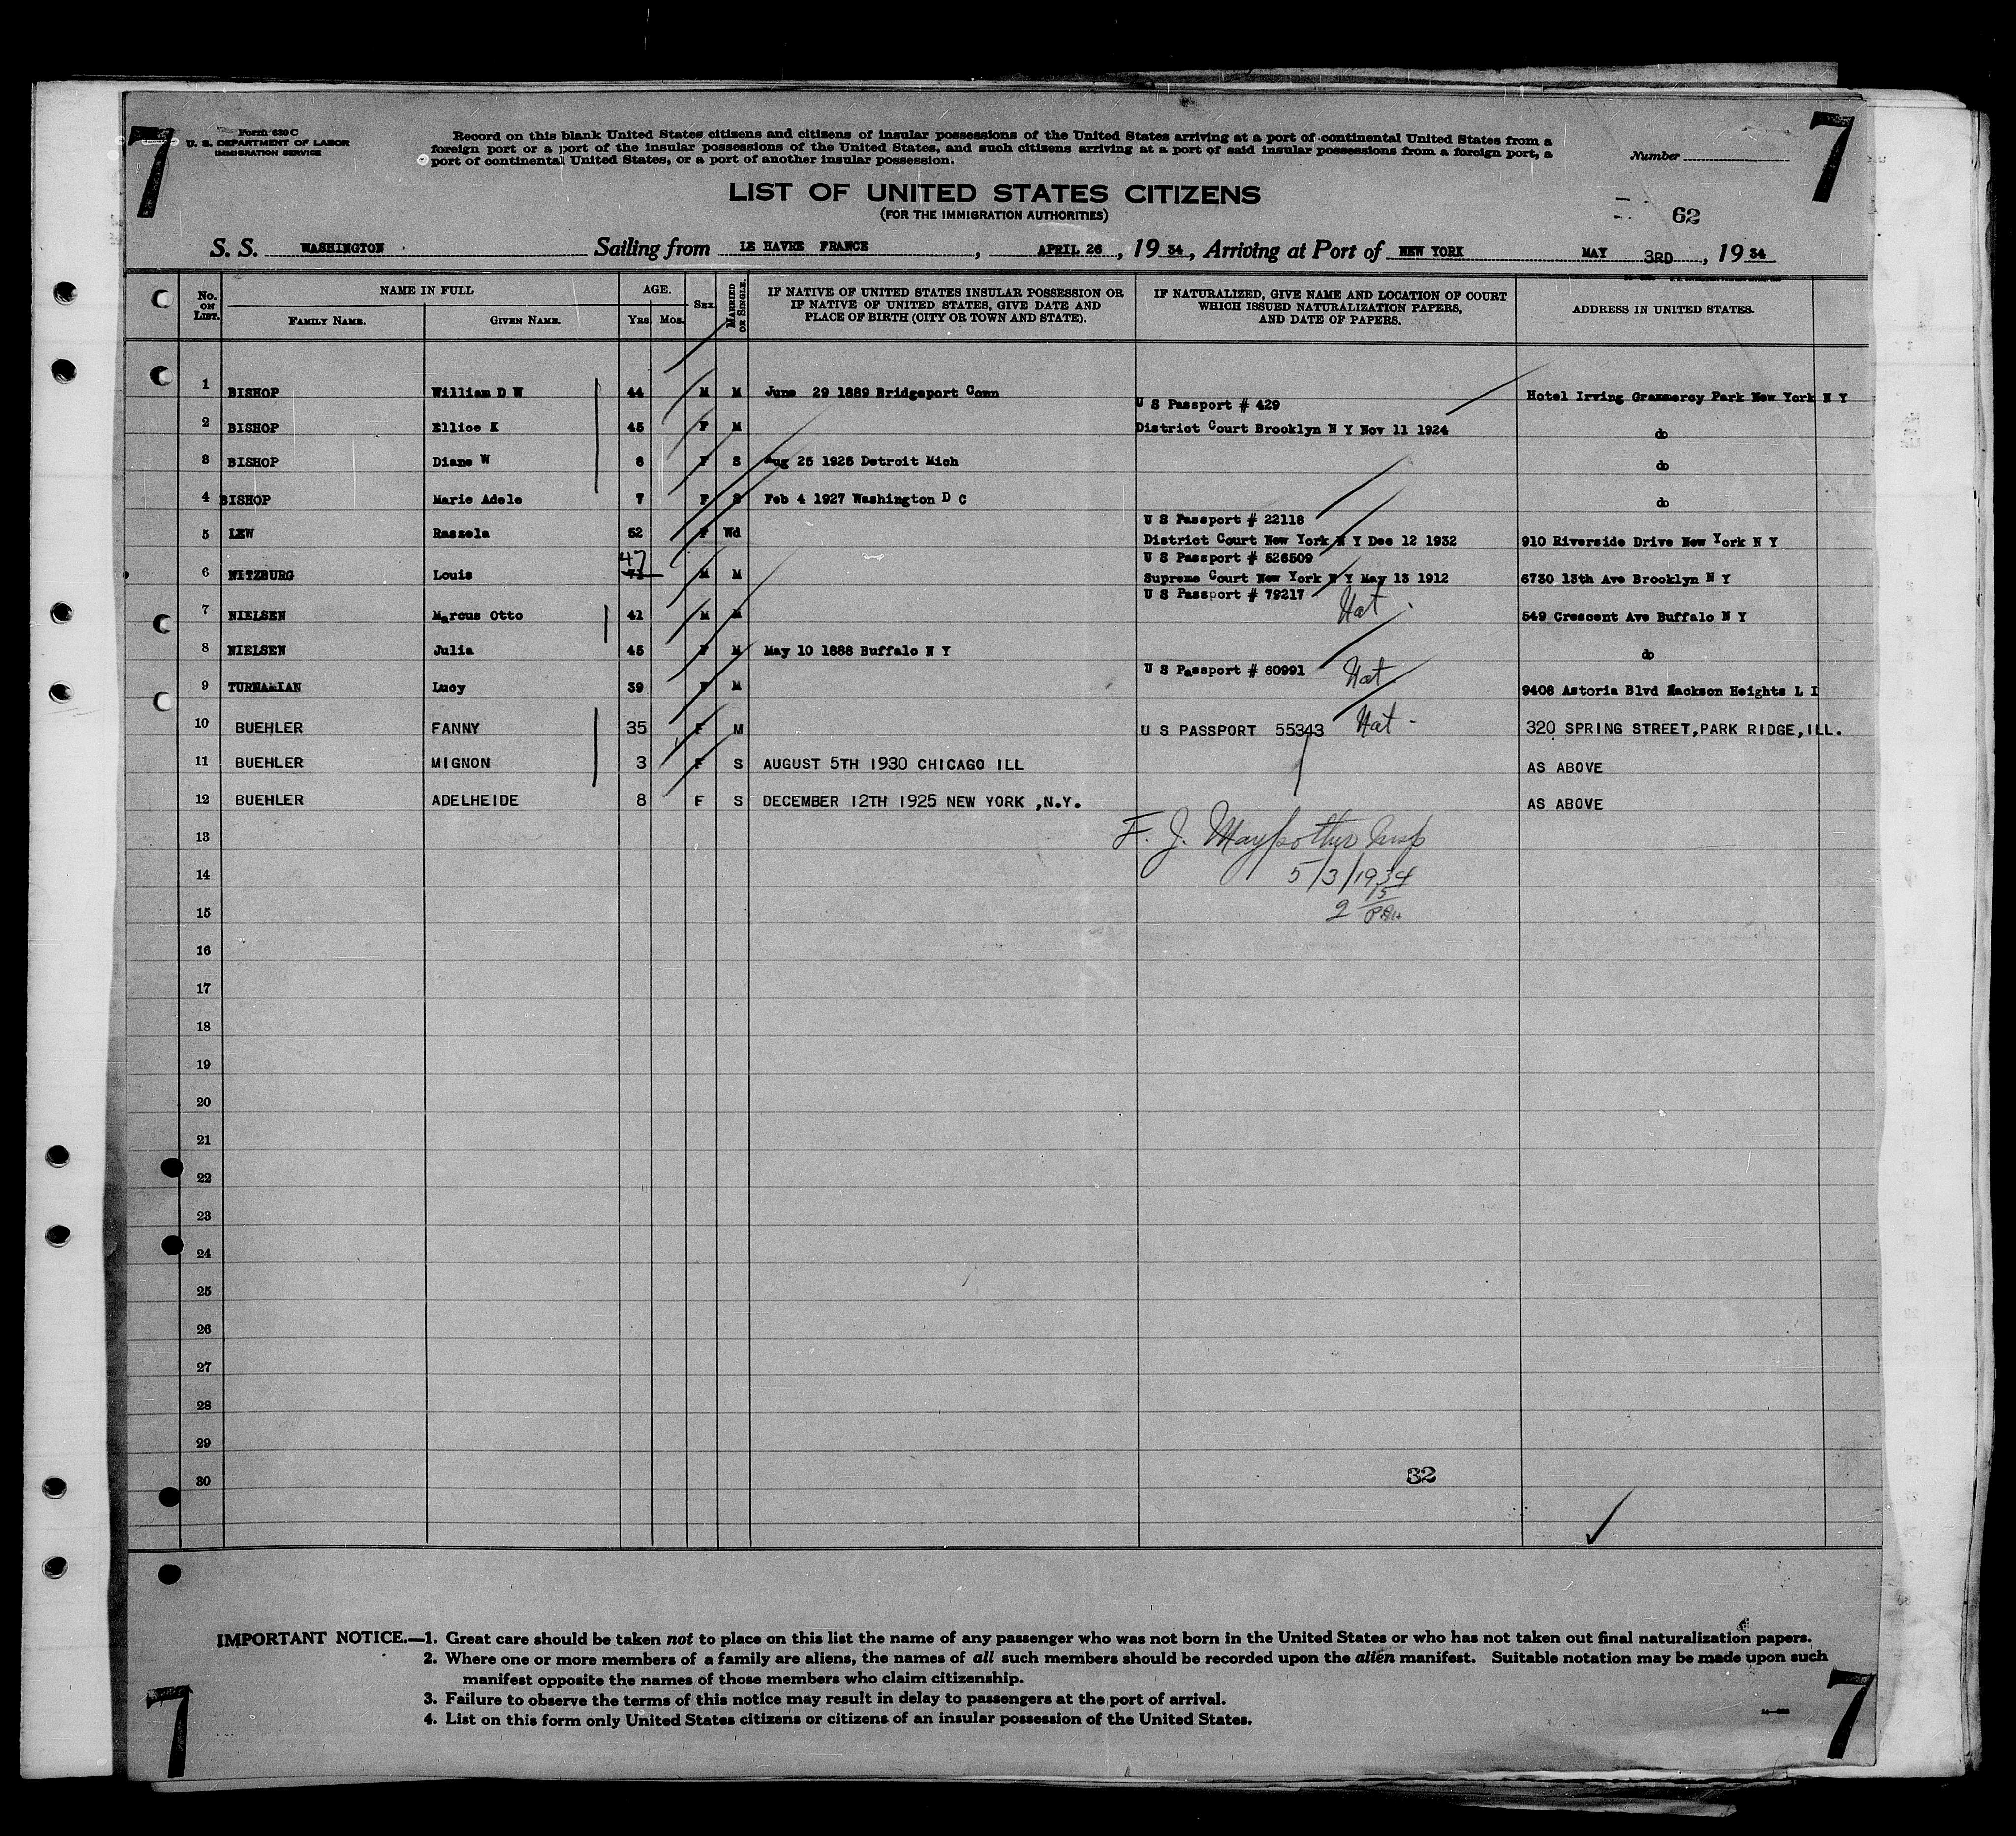 7
7
Form 630 C
U. S. DEPARTMENT OF LABOR
IMMIGRATION SERVICE
Record on this blank United States citizens and citizens of insular possessions of the United States arriving at a port of continental United States from a
foreign port or a port of the insular possessions of the United States, and such citizens arriving at a port of said insular possessions from a foreign port, a
port of continental United States, or a port of another insular possession.
Number
LIST OF UNITED STATES CITIZENS
(FOR THE IMMIGRATION AUTHORITIES)
62
S. S. WASHINGTON Sailing from LE HAVRE FRANCE, APRIL 26, 1934, Arriving at Port of NEW YORK MAY 3RD, 1934
No. ON LIST. NAME IN FULL FAMILY NAME. GIVEN NAME. AGE. Yrs. Mos. SEX MARRIED OR SINGLE. IF NATIVE OF UNITED STATES INSULAR POSSESSION OR IF NATIVE OF UNITED STATES, GIVE DATE AND PLACE OF BIRTH (CITY OR TOWN AND STATE). IF NATURALIZED, GIVE NAME AND LOCATION OF COURT WHICH ISSUED NATURALIZATION PAPERS, AND DATE OF PAPERS. ADDRESS IN UNITED STATES.
1 BISHOP William D W 44 M M June 29 1889 Bridgeport Conn Hotel Irving Grammercy Park New York N Y
U S Passport # 429
2 BISHOP Ellice K 45 F M District Court Brooklyn N Y Nov 11 1924 do
3 BISHOP Diane W 8 F S Aug 25 1925 Detroit Mich do
4 BISHOP Marie Adele 7 F S Feb 4 1927 Washington D C do
U S Passport # 22118
5 LEW Raszela 52 F Wd District Court New York N Y Dec 12 1932 910 Riverside Drive New York N Y
47 U S Passport # 526509
6 NITZBURG Louis M M Supreme Court New York N Y May 13 1912 6730 13th Ave Brooklyn N Y
U S Passport # 79217 Nat
7 NIELSEN Marcus Otto 41 M M 549 Crescent Ave Buffalo N Y
8 NIELSEN Julia 45 F M May 10 1888 Buffalo N Y do
U S Passport # 60991 Nat
9 TURNAMIAN Lucy 39 F M 9408 Astoria Blvd Jackson Heights L I
10 BUEHLER FANNY 35 F M U S PASSPORT 55343 Nat - 320 SPRING STREET,PARK RIDGE,ILL.
11 BUEHLER MIGNON 3 F S AUGUST 5TH 1930 CHICAGO ILL AS ABOVE
12 BUEHLER ADELHEIDE 8 F S DECEMBER 12TH 1925 NEW YORK ,N.Y. AS ABOVE
13 F. J. Insp
14 5/3/1934
15 2 15
16
17
18
19
20
21
22
23
24
25
26
27
28
29
30 32
IMPORTANT NOTICE.—1. Great care should be taken not to place on this list the name of any passenger who was not born in the United States or who has not taken out final naturalization papers.
2. Where one or more members of a family are aliens, the names of all such members should be recorded upon the alien manifest. Suitable notation may be made upon such
manifest opposite the names of those members who claim citizenship.
3. Failure to observe the terms of this notice may result in delay to passengers at the port of arrival.
4. List on this form only United States citizens or citizens of an insular possession of the United States.
7
7